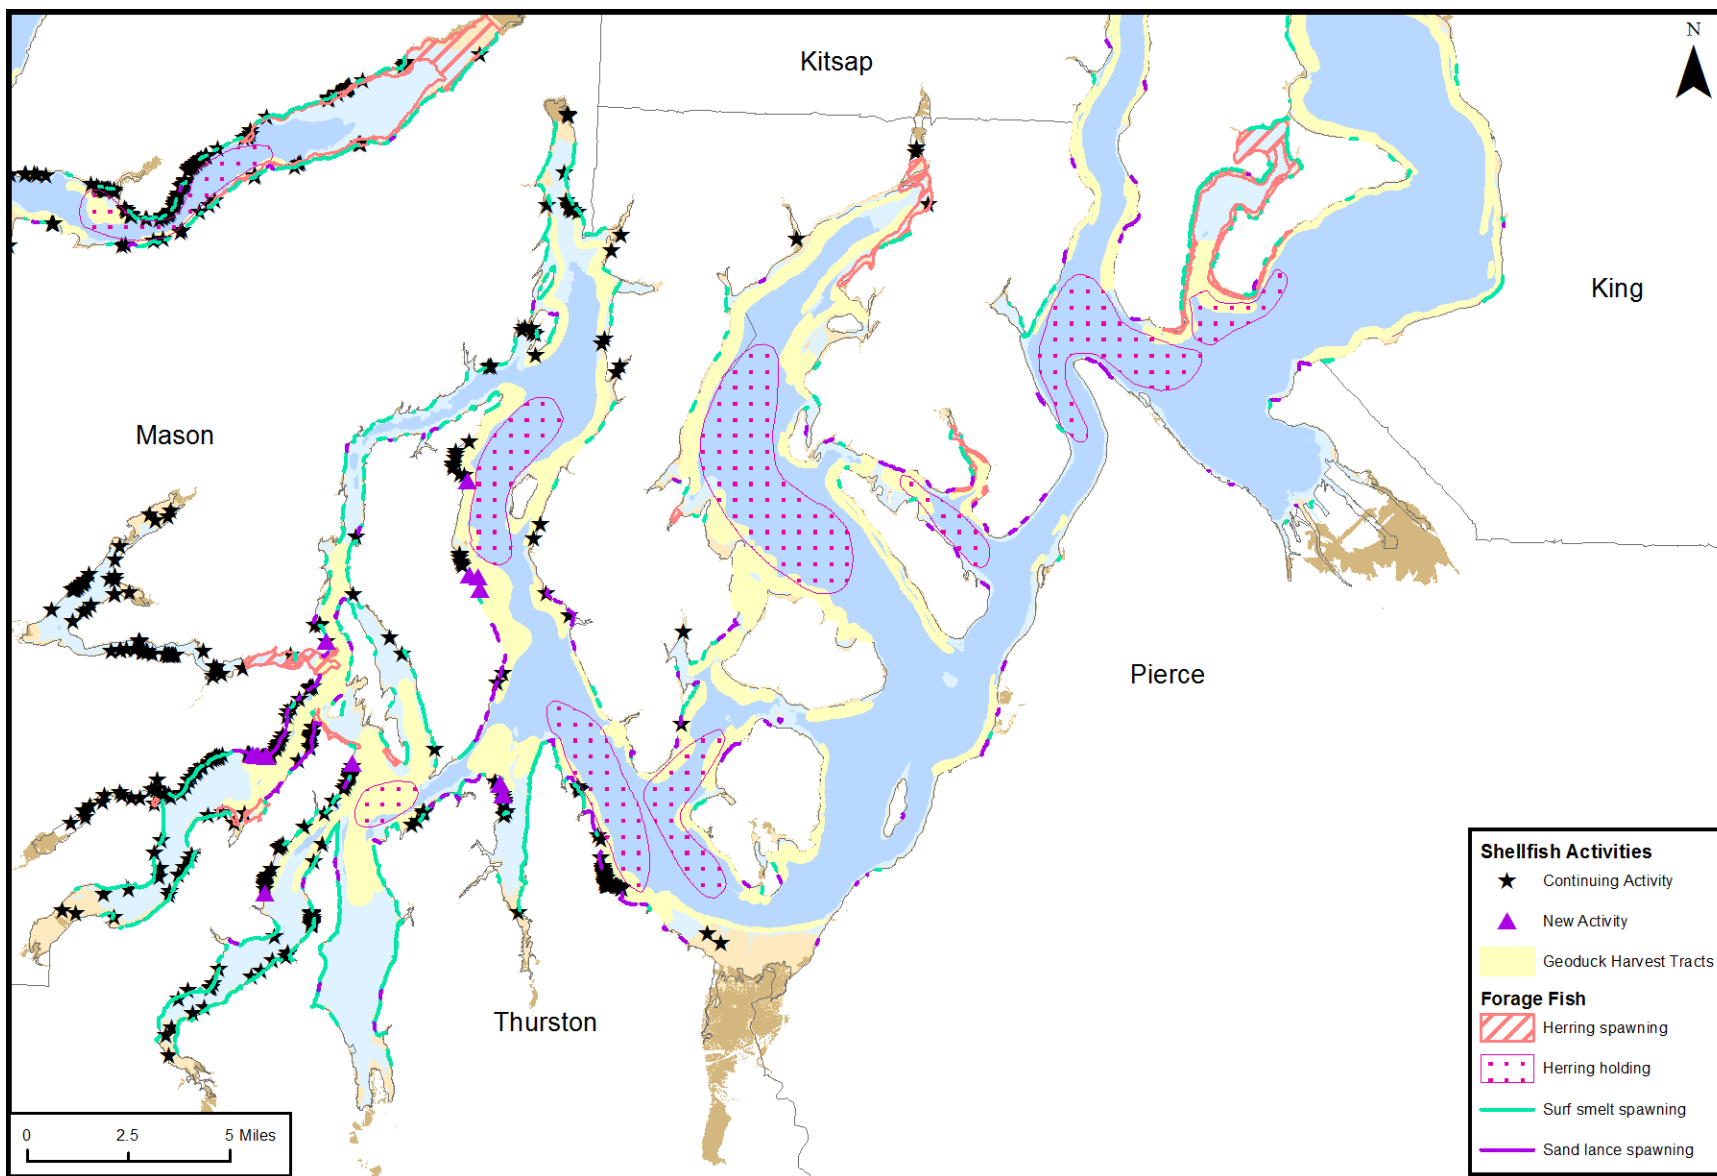 N
Kitsap
King
Mason
Pierce
Thurston
Shellfish Activities
Continuing Activity
New Activity
Geoduck Harvest Tracts
Forage Fish
Herring spawning
Herring holding
Surf smelt spawning
Sand lance spawning
0 2.5 5 Miles